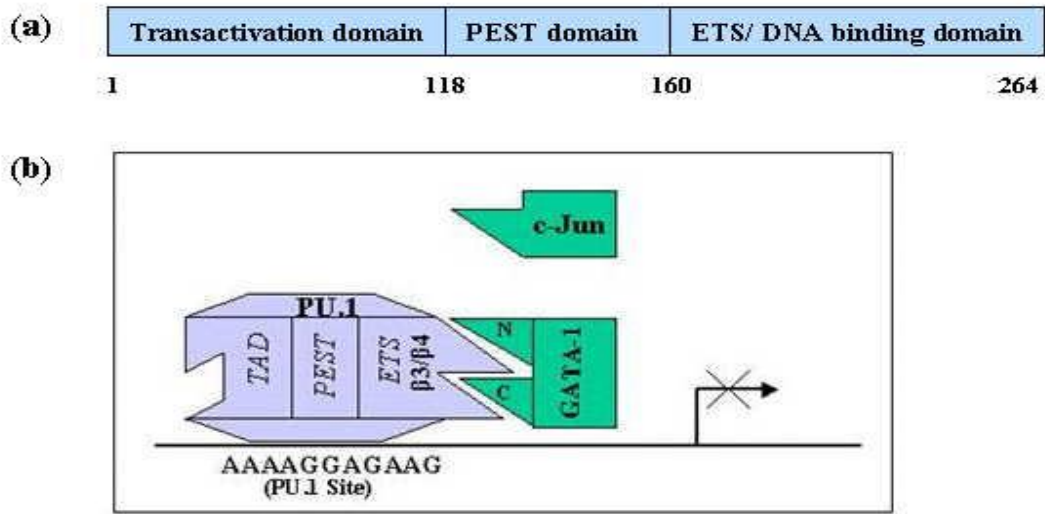 (a)
Transactivation domain PEST domain ETS/ DNA binding domain
1 118 160 264
(b)
c-Jun
PU.1
TAD PEST ETS β3/β4 N C GATA-1
AAAAGGAGAAG
(PU.1 Site)